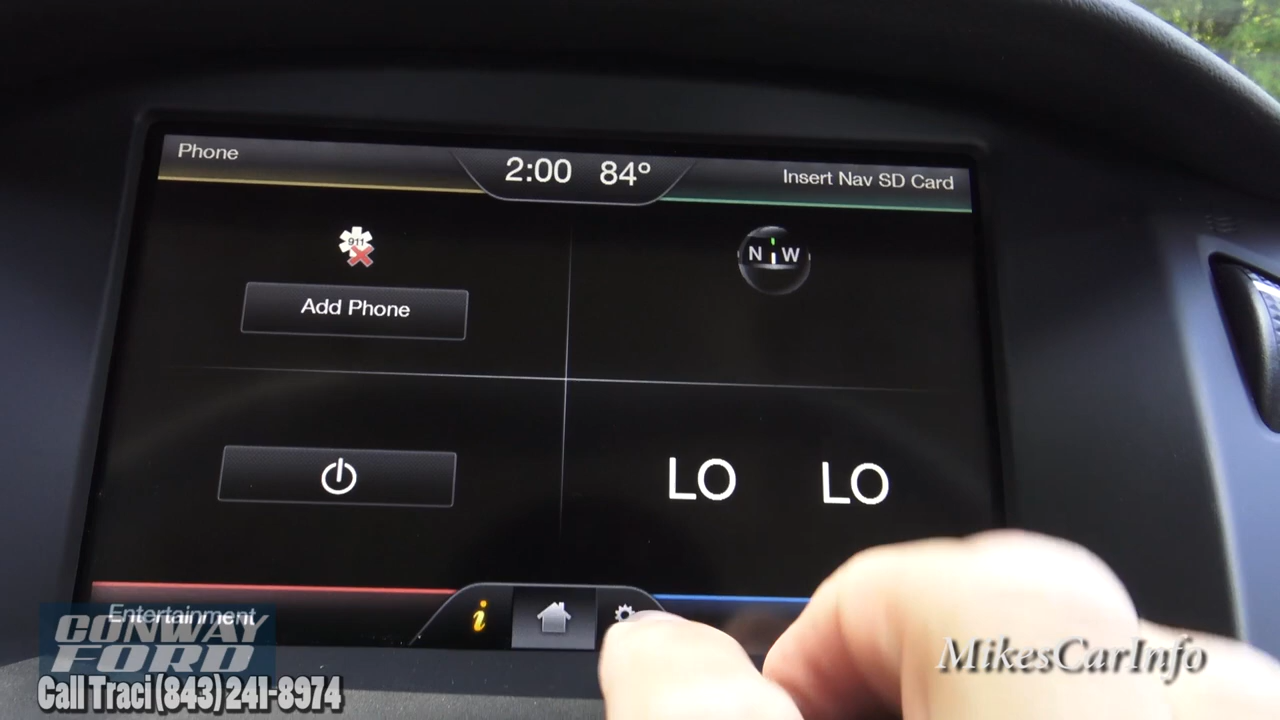 Phone
2:00 84°
Insert Nav SD Card
911
N W
Add Phone
LO LO
Entertainment
i
CONWAY
FORD
Call Traci (843) 241-8974
MikesCarInfo